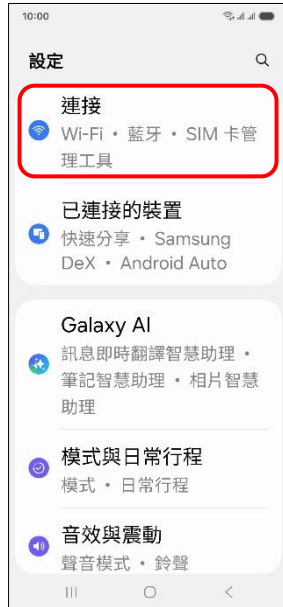 10:00
設定
連接
Wi-Fi • 藍牙 • SIM 卡管
理工具
已連接的裝置
快速分享 • Samsung
DeX • Android Auto
Galaxy AI
訊息即時翻譯智慧助理 •
筆記智慧助理 • 相片智慧
助理
模式與日常行程
模式 • 日常行程
音效與震動
聲音模式 • 鈴聲